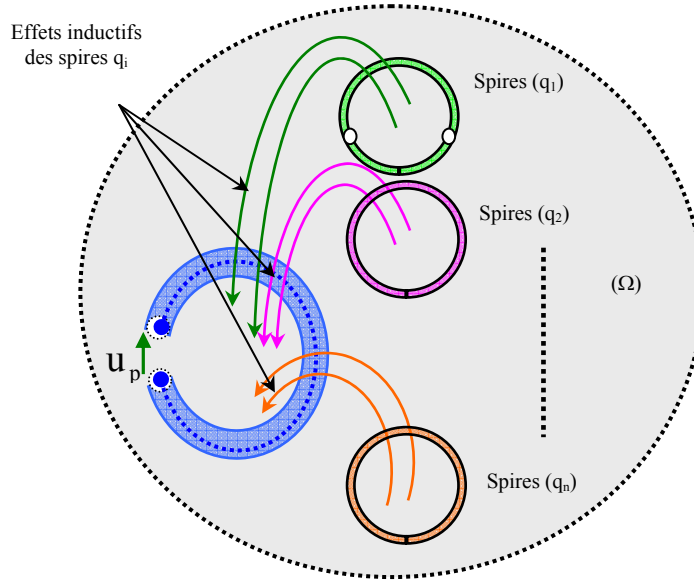 Effets inductifs
des spires qi
Spires (q1)
Spires (q2)
(Ω)
up
Spires (qn)